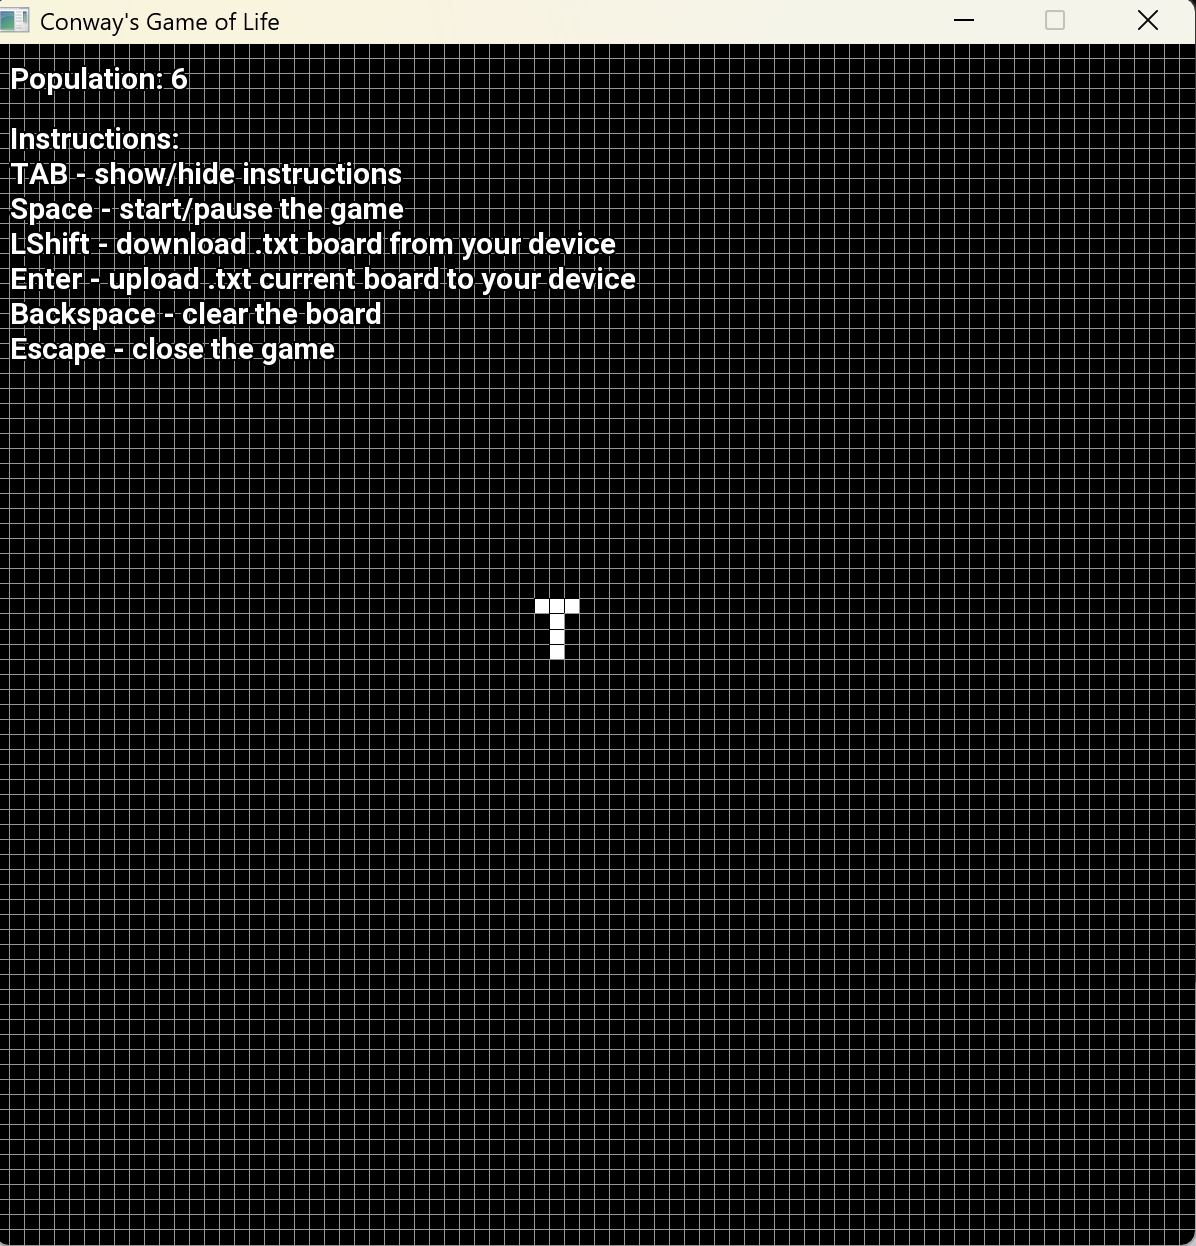 Conway's Game of Life
Population: 6
Instructions:
TAB - show/hide instructions
Space - start/pause the game
LShift - download .txt board from your device
Enter - upload .txt current board to your device
Backspace - clear the board
Escape - close the game